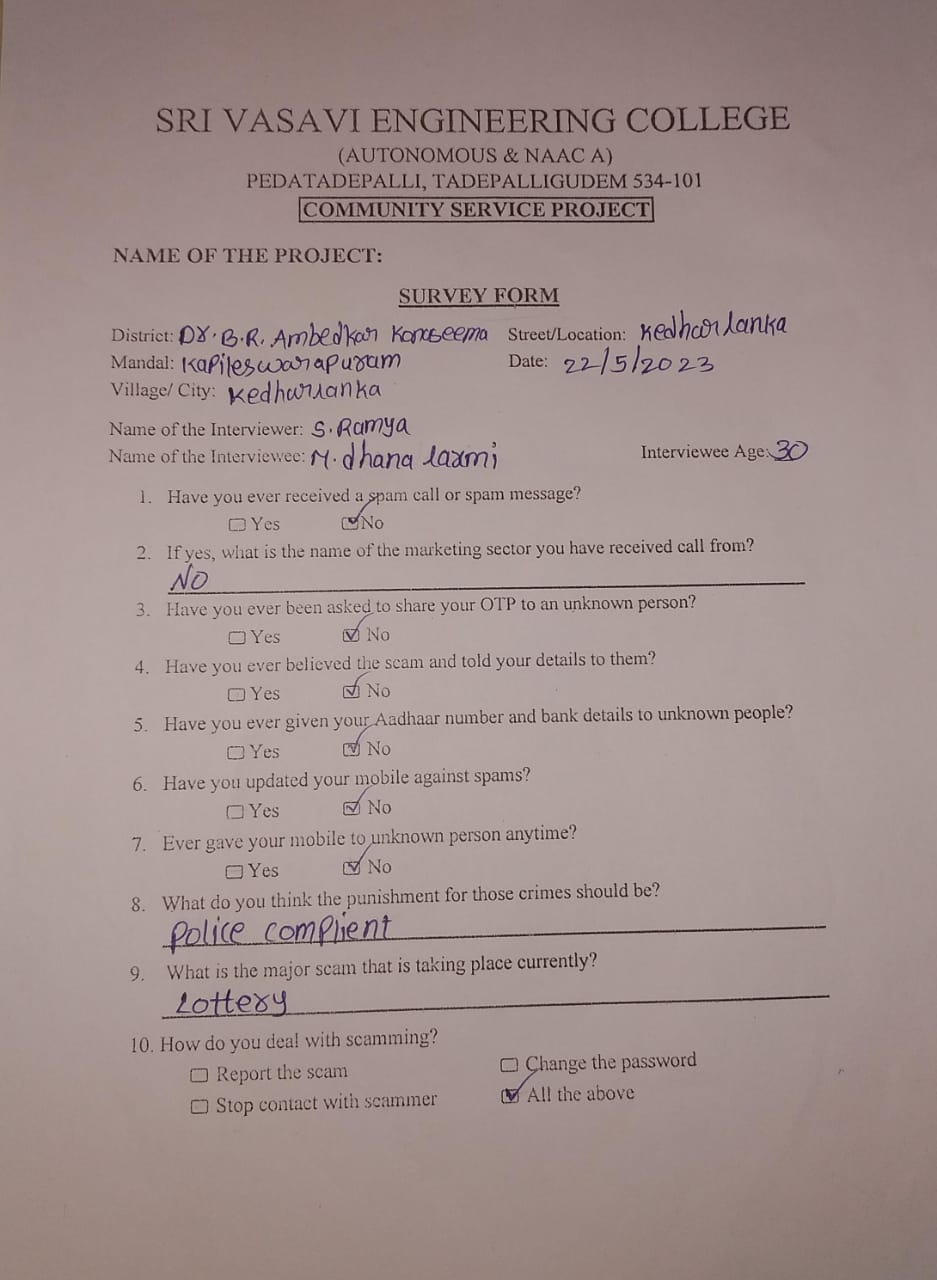 SRI VASAVI ENGINEERING COLLEGE
(AUTONOMOUS & NAAC A)
PEDATADEPALLI, TADEPALLIGUDEM 534-101
COMMUNITY SERVICE PROJECT
NAME OF THE PROJECT:
SURVEY FORM
District: Dr. B.R. Ambedkar Konaseema Street/Location: Kedharlanka
Mandal: Kapileswarapuram Date: 22/5/2023
Village/ City: Kedharlanka
Name of the Interviewer: S. Ramya
Name of the Interviewee: M. dhana laxmi Interviewee Age: 30
1. Have you ever received a spam call or spam message?
☐ Yes ☑ No
2. If yes, what is the name of the marketing sector you have received call from?
NO
3. Have you ever been asked to share your OTP to an unknown person?
☐ Yes ☑ No
4. Have you ever believed the scam and told your details to them?
☐ Yes ☑ No
5. Have you ever given your Aadhaar number and bank details to unknown people?
☐ Yes ☑ No
6. Have you updated your mobile against spams?
☐ Yes ☑ No
7. Ever gave your mobile to unknown person anytime?
☐ Yes ☑ No
8. What do you think the punishment for those crimes should be?
Police complient
9. What is the major scam that is taking place currently?
Lottery
10. How do you deal with scamming?
☐ Report the scam ☐ Change the password
☐ Stop contact with scammer ☑ All the above